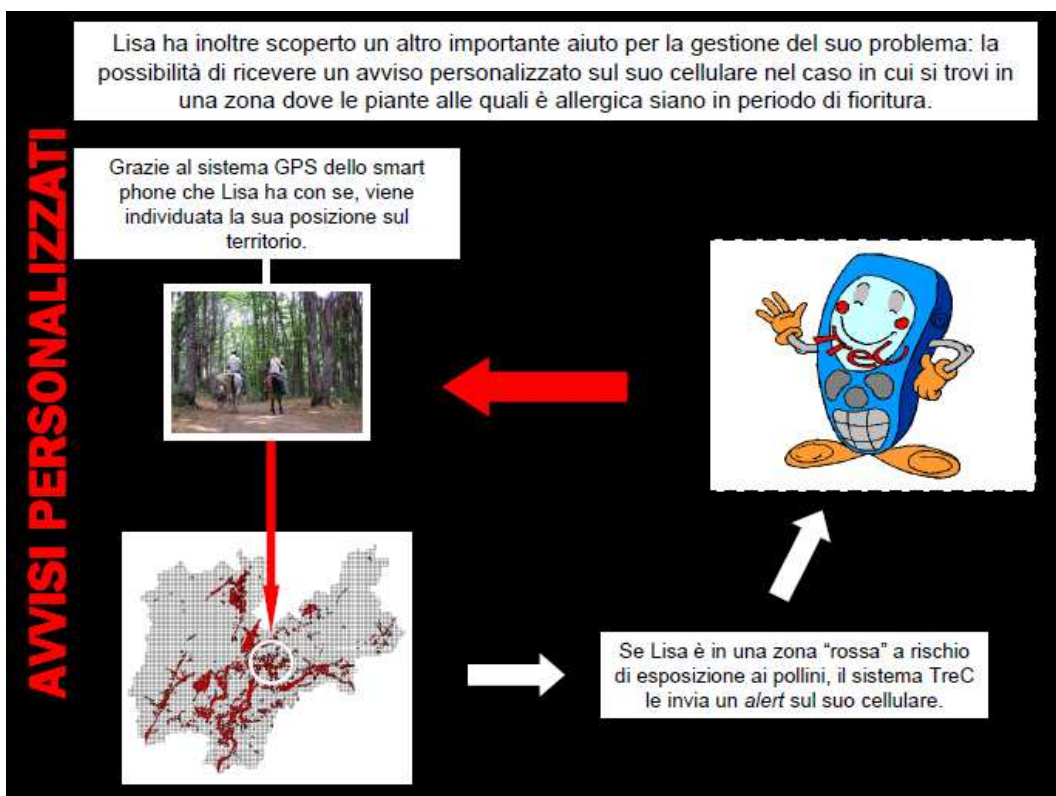 Lisa ha inoltre scoperto un altro importante aiuto per la gestione del suo problema: la
possibilità di ricevere un avviso personalizzato sul suo cellulare nel caso in cui si trovi in
una zona dove le piante alle quali è allergica siano in periodo di fioritura.
AVVISI PERSONALIZZATI
Grazie al sistema GPS dello smart
phone che Lisa ha con se, viene
individuata la sua posizione sul
territorio.
TreC
Se Lisa è in una zona “rossa” a rischio
di esposizione ai pollini, il sistema TreC
le invia un alert sul suo cellulare.